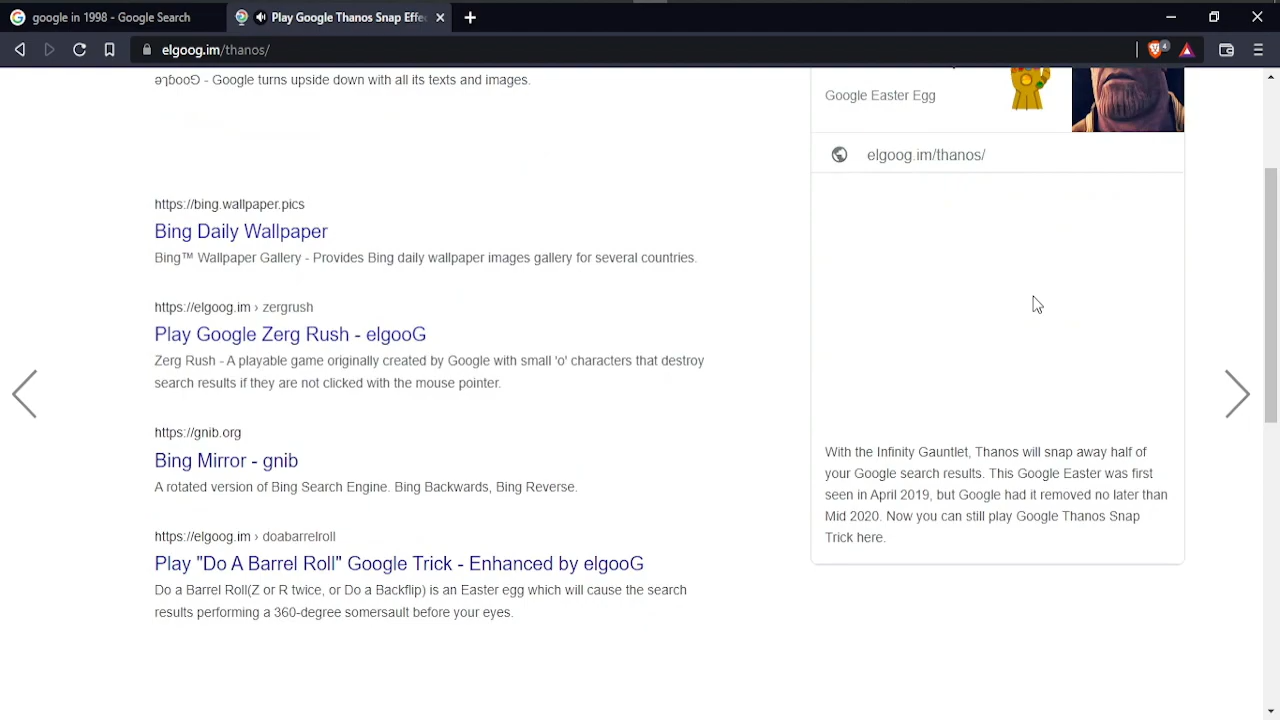 google in 1998 - Google Search
Play Google Thanos Snap Effec
elgoog.im/thanos/
4
ǝlƃooפ - Google turns upside down with all its texts and images.
https://bing.wallpaper.pics
Bing Daily Wallpaper
Bing™ Wallpaper Gallery - Provides Bing daily wallpaper images gallery for several countries.
https://elgoog.im › zergrush
Play Google Zerg Rush - elgooG
Zerg Rush - A playable game originally created by Google with small 'o' characters that destroy
search results if they are not clicked with the mouse pointer.
https://gnib.org
Bing Mirror - gnib
A rotated version of Bing Search Engine. Bing Backwards, Bing Reverse.
https://elgoog.im › doabarrelroll
Play "Do A Barrel Roll" Google Trick - Enhanced by elgooG
Do a Barrel Roll(Z or R twice, or Do a Backflip) is an Easter egg which will cause the search
results performing a 360-degree somersault before your eyes.
Google Easter Egg
elgoog.im/thanos/
With the Infinity Gauntlet, Thanos will snap away half of
your Google search results. This Google Easter was first
seen in April 2019, but Google had it removed no later than
Mid 2020. Now you can still play Google Thanos Snap
Trick here.